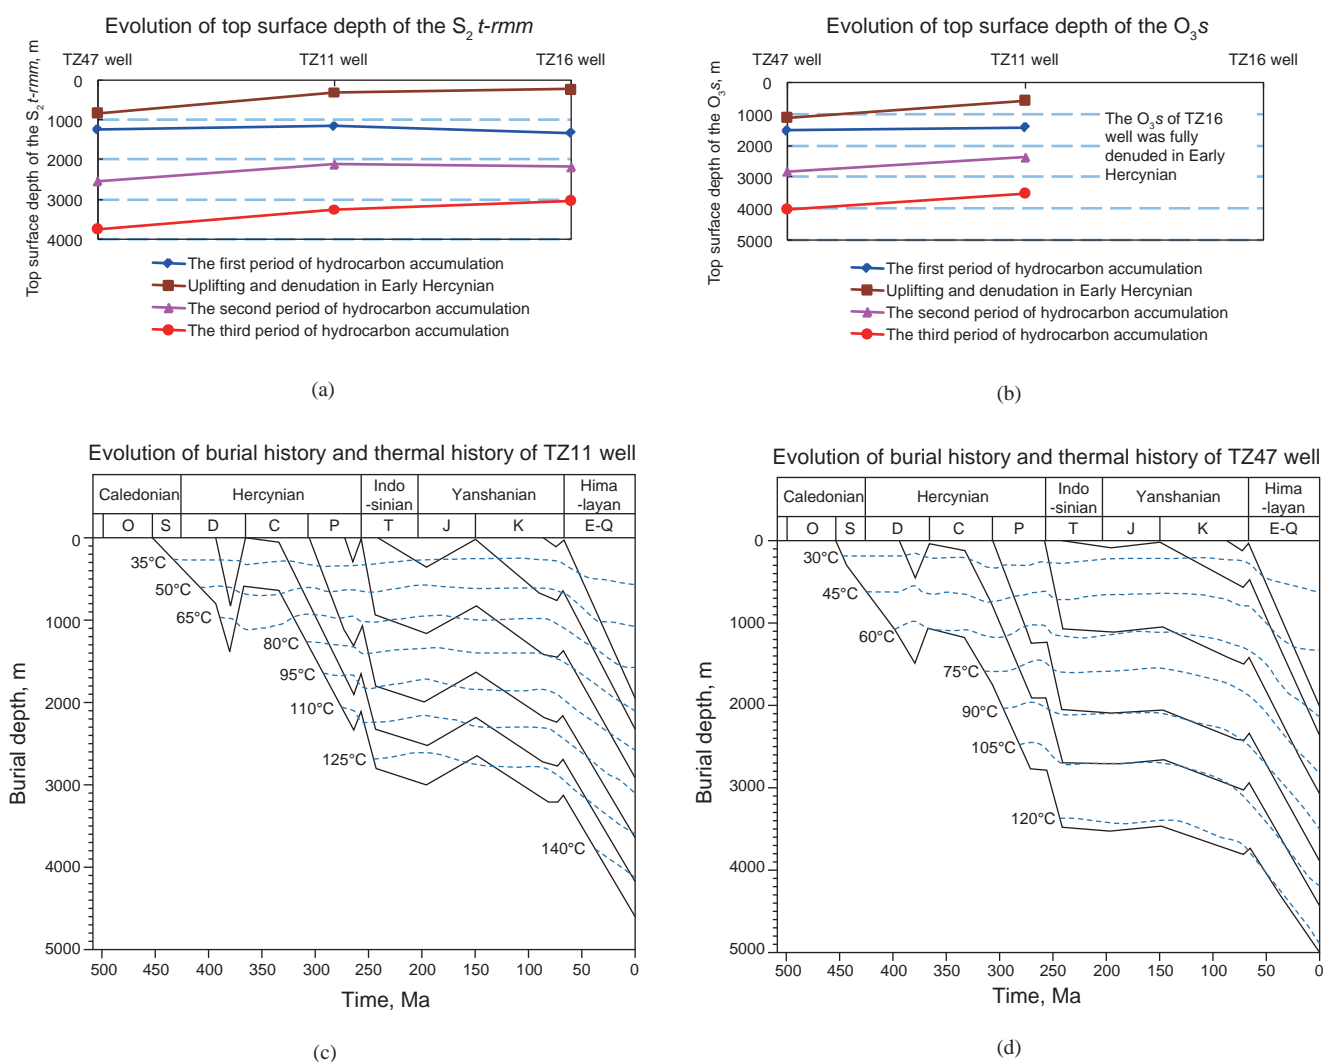 Evolution of top surface depth of the S2 t-rmm
TZ47 well TZ11 well TZ16 well
Top surface depth of the S2 t-rmm, m
0
1000
2000
3000
4000
The first period of hydrocarbon accumulation
Uplifting and denudation in Early Hercynian
The second period of hydrocarbon accumulation
The third period of hydrocarbon accumulation
(a)
Evolution of top surface depth of the O3s
TZ47 well TZ11 well TZ16 well
Top surface depth of the O3s, m
0
1000
2000
3000
4000
5000
The O3s of TZ16
well was fully
denuded in Early
Hercynian
The first period of hydrocarbon accumulation
Uplifting and denudation in Early Hercynian
The second period of hydrocarbon accumulation
The third period of hydrocarbon accumulation
(b)
Evolution of burial history and thermal history of TZ11 well
Caledonian Hercynian Indo-sinian Yanshanian Hima-layan
O S D C P T J K E-Q
Burial depth, m
0
1000
2000
3000
4000
5000
35°C
50°C
65°C
80°C
95°C
110°C
125°C
140°C
500 450 400 350 300 250 200 150 100 50 0
Time, Ma
(c)
Evolution of burial history and thermal history of TZ47 well
Caledonian Hercynian Indo-sinian Yanshanian Hima-layan
O S D C P T J K E-Q
Burial depth, m
0
1000
2000
3000
4000
5000
30°C
45°C
60°C
75°C
90°C
105°C
120°C
500 450 400 350 300 250 200 150 100 50 0
Time, Ma
(d)